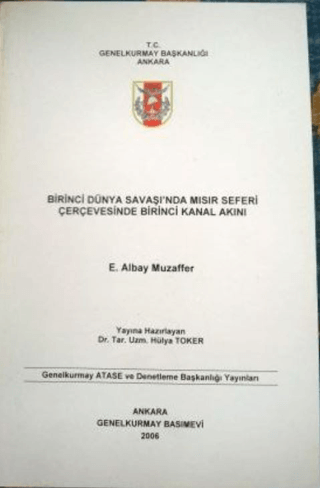 T.C.
GENELKURMAY BAŞKANLIĞI
ANKARA
BİRİNCİ DÜNYA SAVAŞI'NDA MISIR SEFERİ
ÇERÇEVESİNDE BİRİNCİ KANAL AKINI
E. Albay Muzaffer
Yayına Hazırlayan
Dr. Tar. Uzm. Hülya TOKER
Genelkurmay ATASE ve Denetleme Başkanlığı Yayınları
ANKARA
GENELKURMAY BASIMEVİ
2006